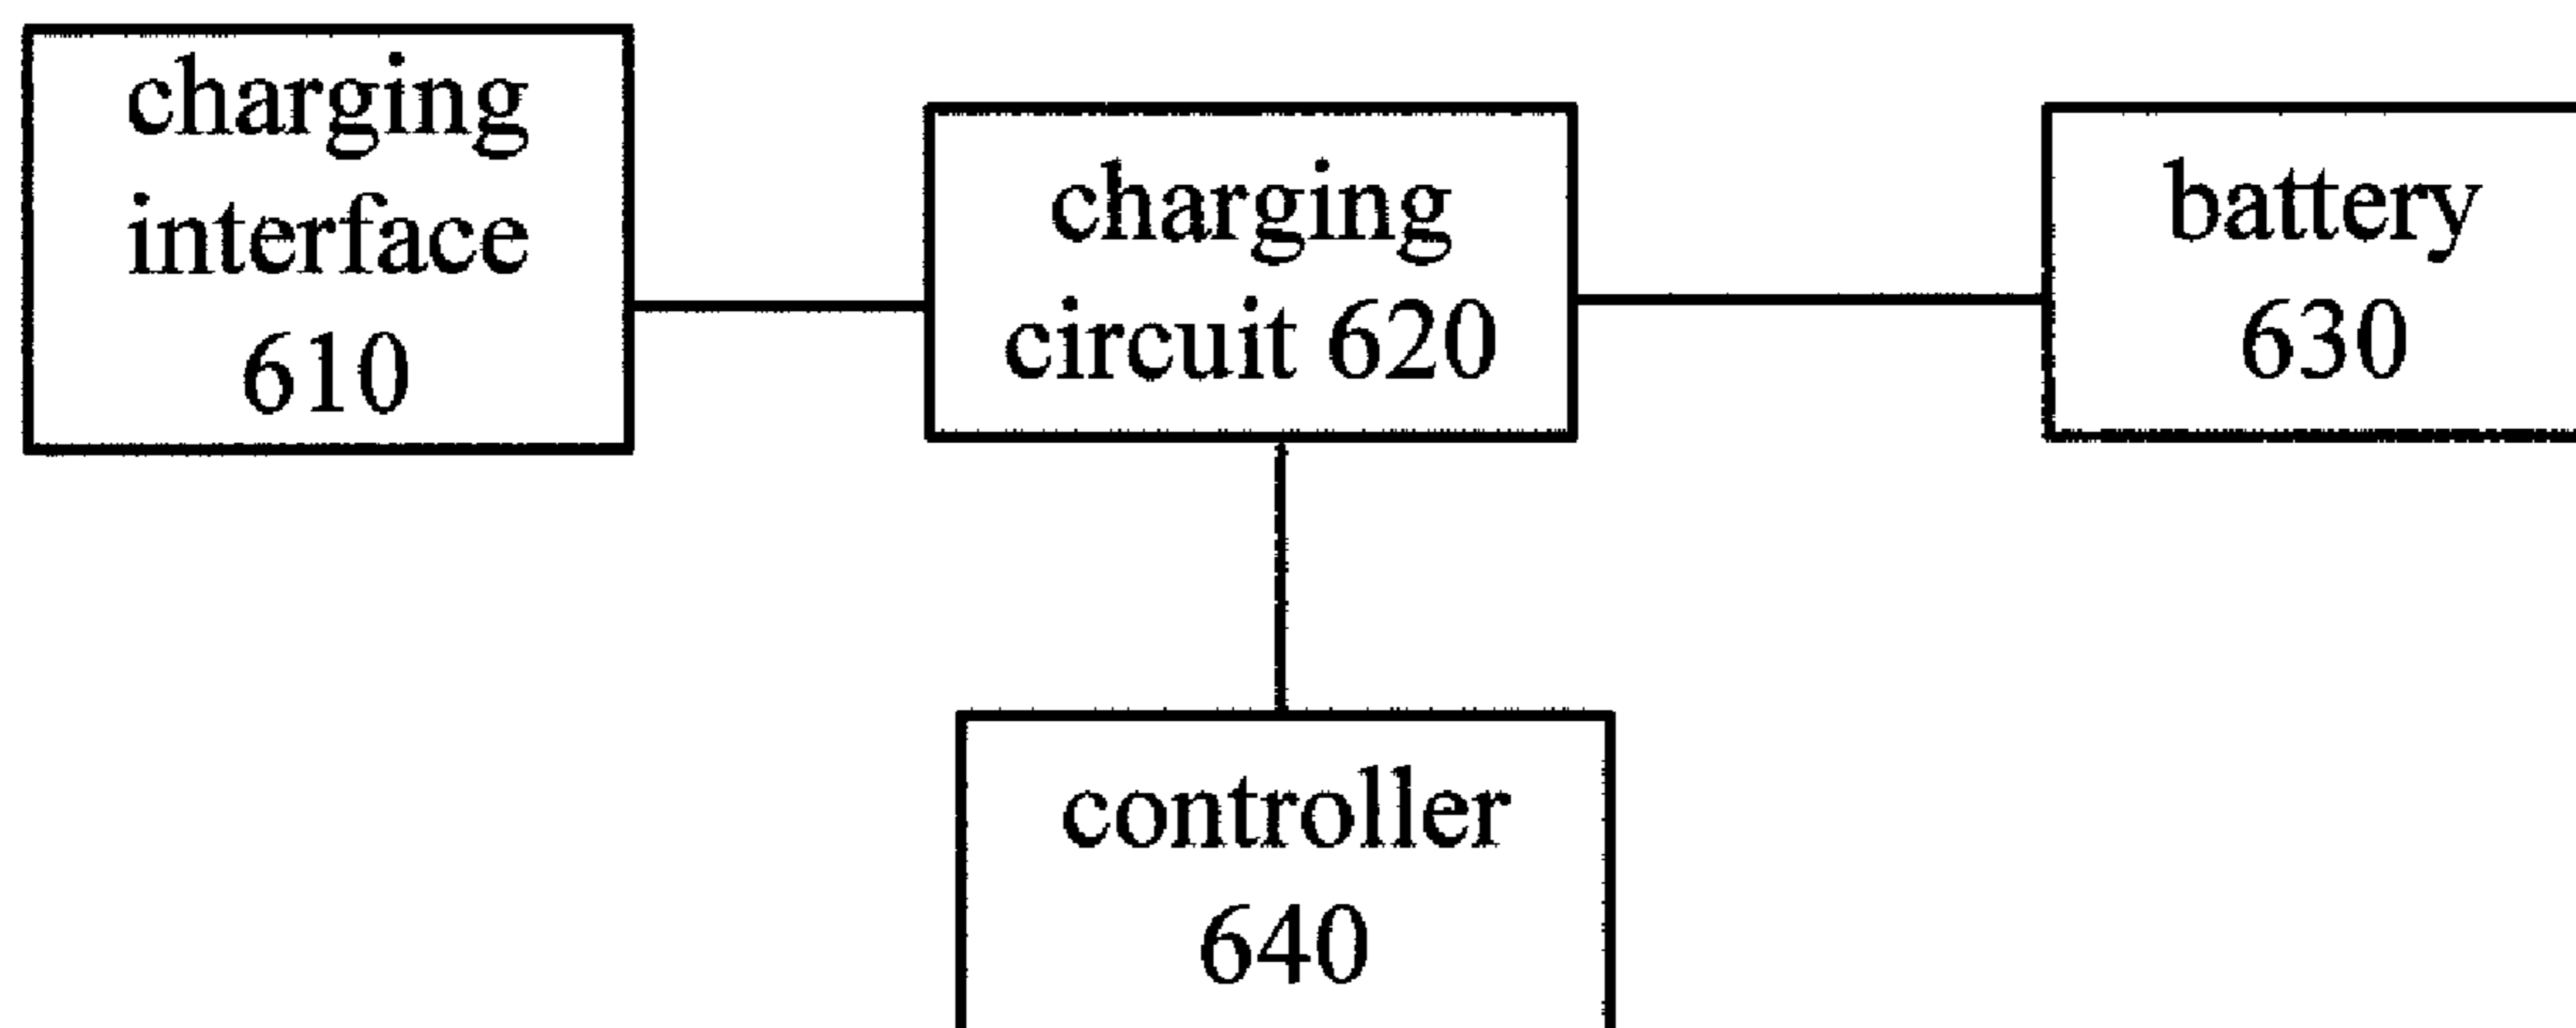 charging
interface
610
charging
circuit 620
battery
630
controller
640